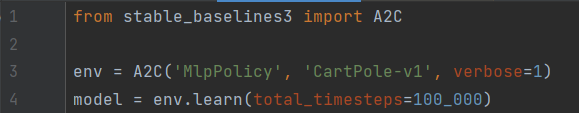 1 from stable_baselines3 import A2C
2
3 env = A2C('MlpPolicy', 'CartPole-v1', verbose=1)
4 model = env.learn(total_timesteps=100_000)